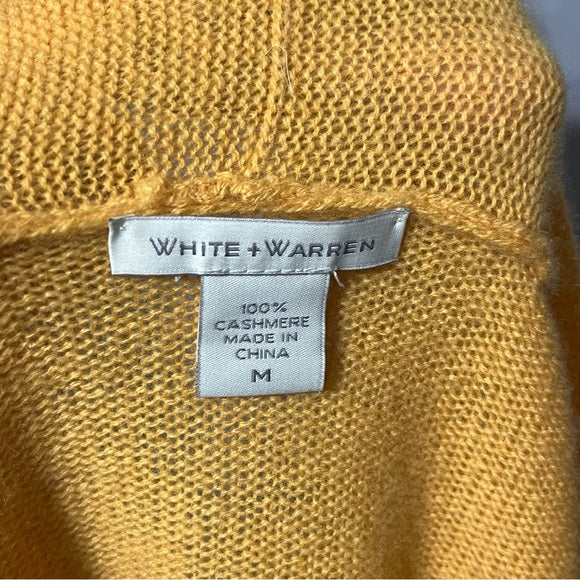 WHITE + WARREN
100%
CASHMERE
MADE IN
CHINA
M